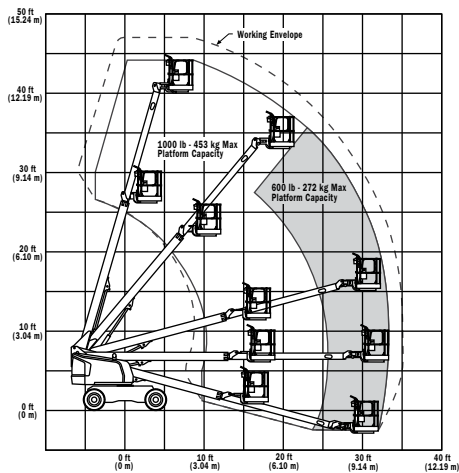 50 ft
(15.24 m)
Working Envelope
40 ft
(12.19 m)
1000 lb - 453 kg Max
Platform Capacity
30 ft
(9.14 m)
600 lb - 272 kg Max
Platform Capacity
20 ft
(6.10 m)
10 ft
(3.04 m)
0 ft
(0 m)
0 ft
(0 m)
10 ft
(3.04 m)
20 ft
(6.10 m)
30 ft
(9.14 m)
40 ft
(12.19 m)